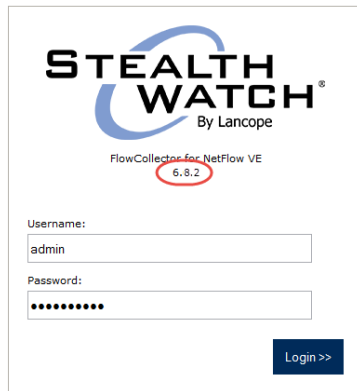 STEALTH
WATCH®
By Lancope
FlowCollector for NetFlow VE
6.8.2
Username:
admin
Password:
••••••••••
Login >>